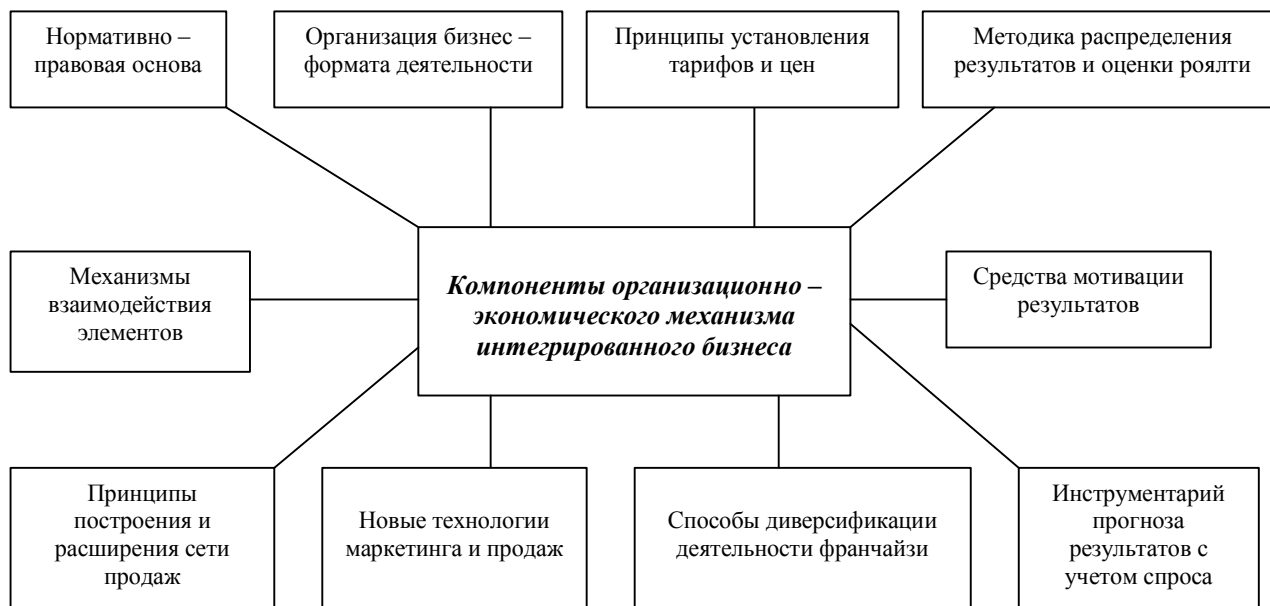 Нормативно –
правовая основа
Организация бизнес –
формата деятельности
Принципы установления
тарифов и цен
Методика распределения
результатов и оценки роялти
Механизмы
взаимодействия
элементов
Компоненты организационно –
экономического механизма
интегрированного бизнеса
Средства мотивации
результатов
Принципы
построения и
расширения сети
продаж
Новые технологии
маркетинга и продаж
Способы диверсификации
деятельности франчайзи
Инструментарий
прогноза
результатов с
учетом спроса